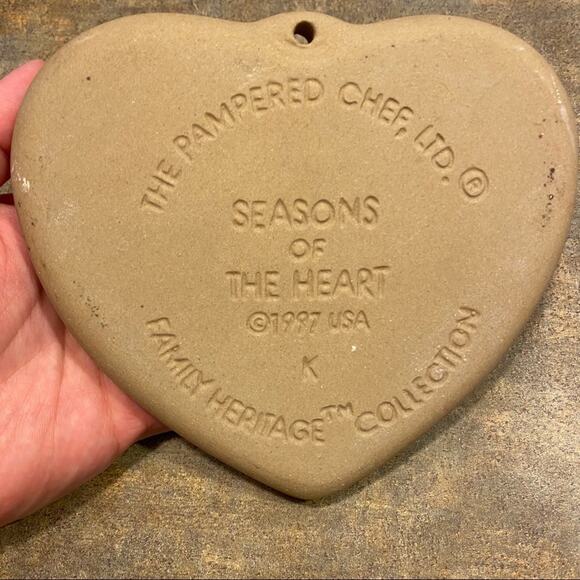 THE PAMPERED CHEF, LTD. ®
SEASONS
OF
THE HEART
©1997 USA
K
FAMILY HERITAGE™ COLLECTION